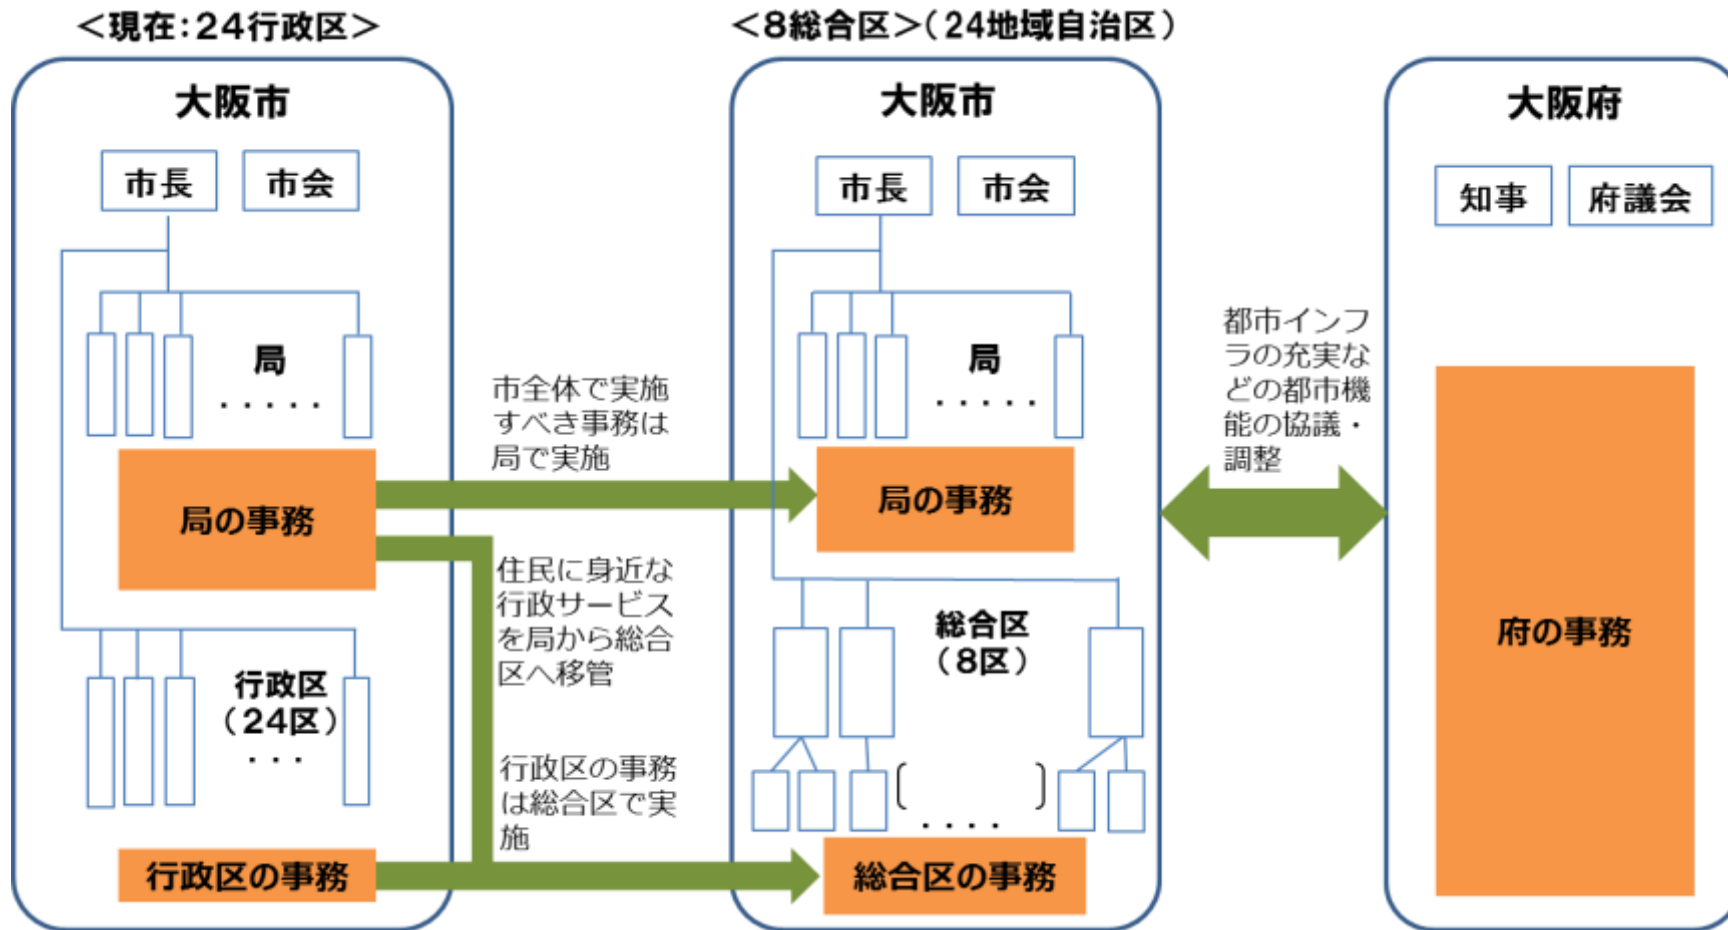 ＜現在：24行政区＞
大阪市
市長
市会
局
・・・・・
局の事務
行政区
（24区）
・・・
行政区の事務
市全体で実施
すべき事務は
局で実施
住民に身近な
行政サービス
を局から総合
区へ移管
行政区の事務
は総合区で実
施
＜8総合区＞（24地域自治区）
大阪市
市長
市会
局
・・・・・
局の事務
総合区
（8区）
〔　　　〕
・・・・
総合区の事務
都市インフ
ラの充実な
どの都市機
能の協議・
調整
大阪府
知事
府議会
府の事務